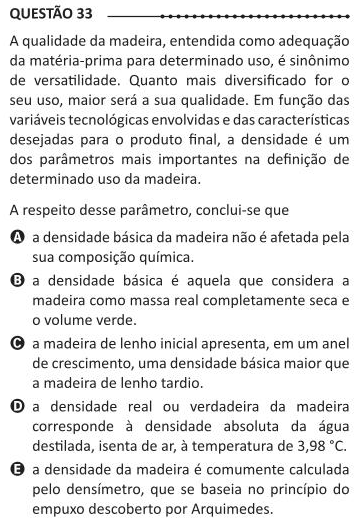 QUESTÃO 33
A qualidade da madeira, entendida como adequação
da matéria-prima para determinado uso, é sinônimo
de versatilidade. Quanto mais diversificado for o
seu uso, maior será a sua qualidade. Em função das
variáveis tecnológicas envolvidas e das características
desejadas para o produto final, a densidade é um
dos parâmetros mais importantes na definição de
determinado uso da madeira.
A respeito desse parâmetro, conclui-se que
A a densidade básica da madeira não é afetada pela
sua composição química.
B a densidade básica é aquela que considera a
madeira como massa real completamente seca e
o volume verde.
C a madeira de lenho inicial apresenta, em um anel
de crescimento, uma densidade básica maior que
a madeira de lenho tardio.
D a densidade real ou verdadeira da madeira
corresponde à densidade absoluta da água
destilada, isenta de ar, à temperatura de 3,98 °C.
E a densidade da madeira é comumente calculada
pelo densímetro, que se baseia no princípio do
empuxo descoberto por Arquimedes.